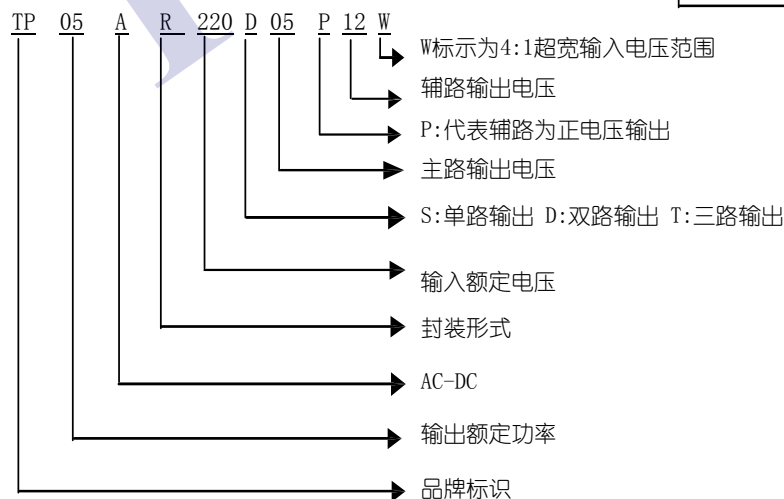 TP 05 A R 220 D 05 P 12 W
W标示为4:1超宽输入电压范围
辅路输出电压
P:代表辅路为正电压输出
主路输出电压
S:单路输出 D:双路输出 T:三路输出
输入额定电压
封装形式
AC-DC
输出额定功率
品牌标识